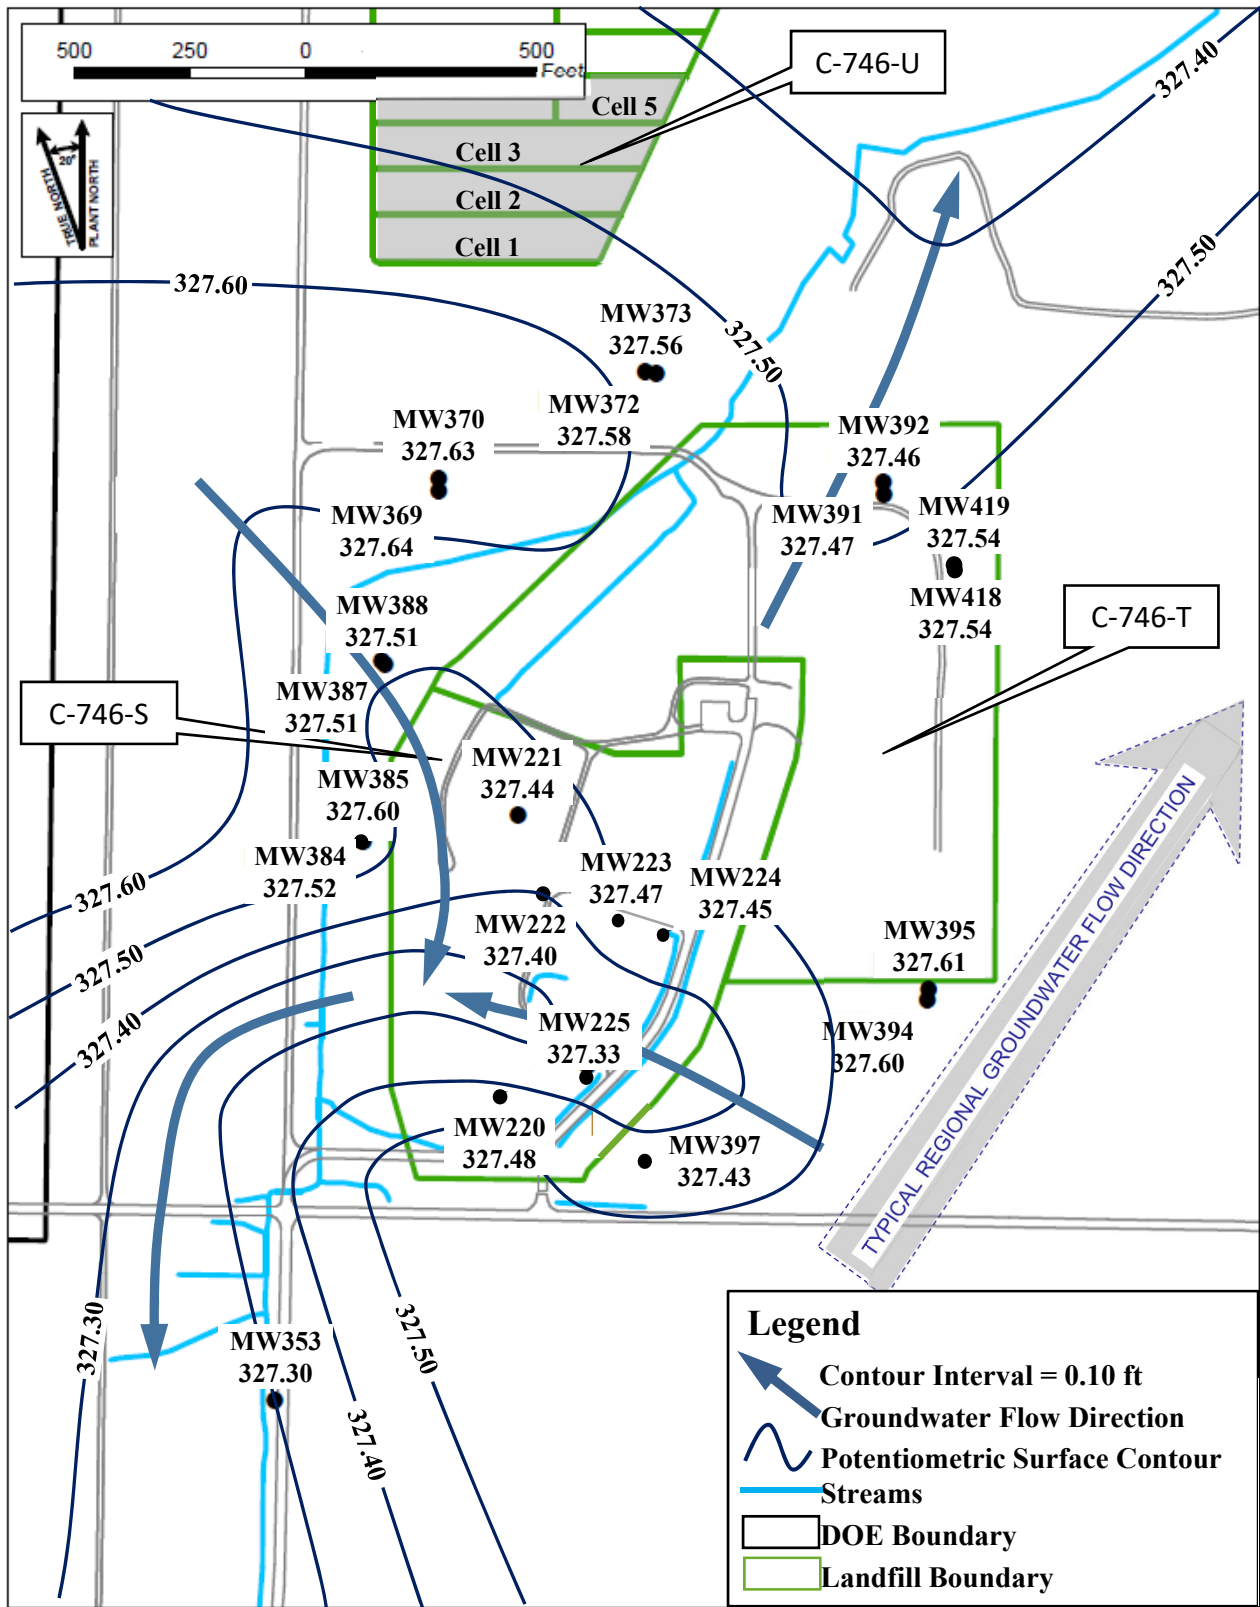 500
250
0
500
Feet
C-746-U
327.40
Cell 5
Cell 3
Cell 2
Cell 1
20°
TRUE NORTH
PLANT NORTH
327.60
327.50
MW373
327.56
327.50
MW372
327.58
MW370
327.63
MW392
327.46
MW369
327.64
MW391
327.47
MW419
327.54
MW418
327.54
MW388
327.51
C-746-T
MW387
327.51
C-746-S
MW221
327.44
MW385
327.60
MW384
327.52
MW223
327.47
MW224
327.45
327.60
MW222
327.40
MW395
327.61
327.50
327.40
MW225
327.33
MW394
327.60
MW220
327.48
MW397
327.43
TYPICAL REGIONAL GROUNDWATER FLOW DIRECTION
327.30
MW353
327.30
327.50
327.40
Legend
Contour Interval = 0.10 ft
Groundwater Flow Direction
Potentiometric Surface Contour
Streams
DOE Boundary
Landfill Boundary